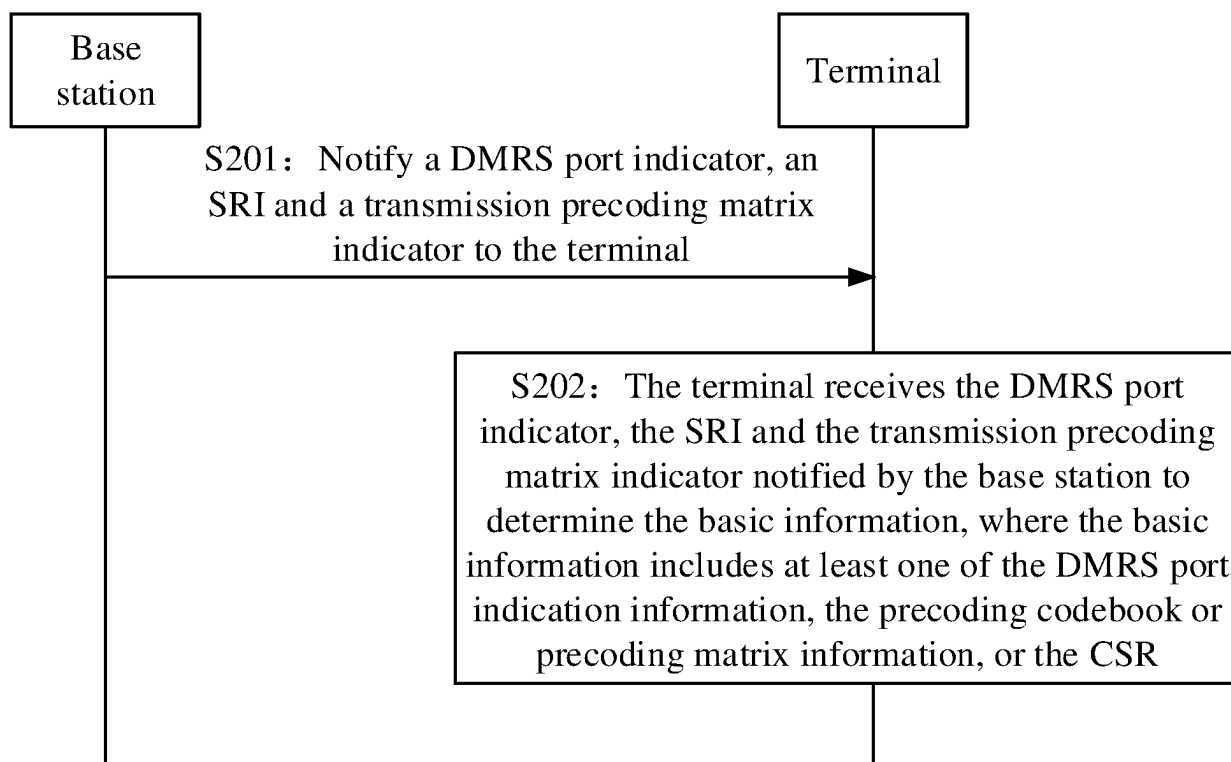 Base
station
Terminal
S201：Notify a DMRS port indicator, an
SRI and a transmission precoding matrix
indicator to the terminal
S202：The terminal receives the DMRS port
indicator, the SRI and the transmission precoding
matrix indicator notified by the base station to
determine the basic information, where the basic
information includes at least one of the DMRS port
indication information, the precoding codebook or
precoding matrix information, or the CSR